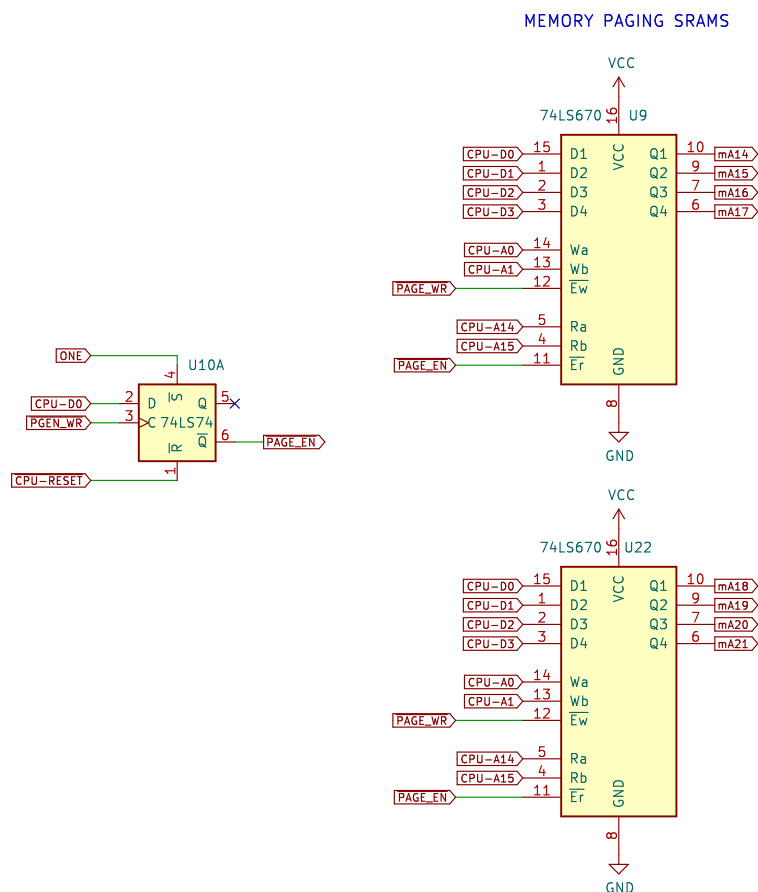 MEMORY PAGING SRAMS
VCC
74LS670 U9
16
VCC
CPU-D0 15 D1 Q1 10 mA14
CPU-D1 1 D2 Q2 9 mA15
CPU-D2 2 D3 Q3 7 mA16
CPU-D3 3 D4 Q4 6 mA17
CPU-A0 14 Wa
CPU-A1 13 Wb
PAGE_WR 12 Ew
CPU-A14 5 Ra
CPU-A15 4 Rb
PAGE_EN 11 Er
GND
8
GND
ONE
U10A
4
S
CPU-D0 2 D Q 5
PGEN_WR 3 C 74LS74
Q 6 PAGE_EN
R
1
CPU-RESET
VCC
74LS670 U22
16
VCC
CPU-D0 15 D1 Q1 10 mA18
CPU-D1 1 D2 Q2 9 mA19
CPU-D2 2 D3 Q3 7 mA20
CPU-D3 3 D4 Q4 6 mA21
CPU-A0 14 Wa
CPU-A1 13 Wb
PAGE_WR 12 Ew
CPU-A14 5 Ra
CPU-A15 4 Rb
PAGE_EN 11 Er
GND
8
GND